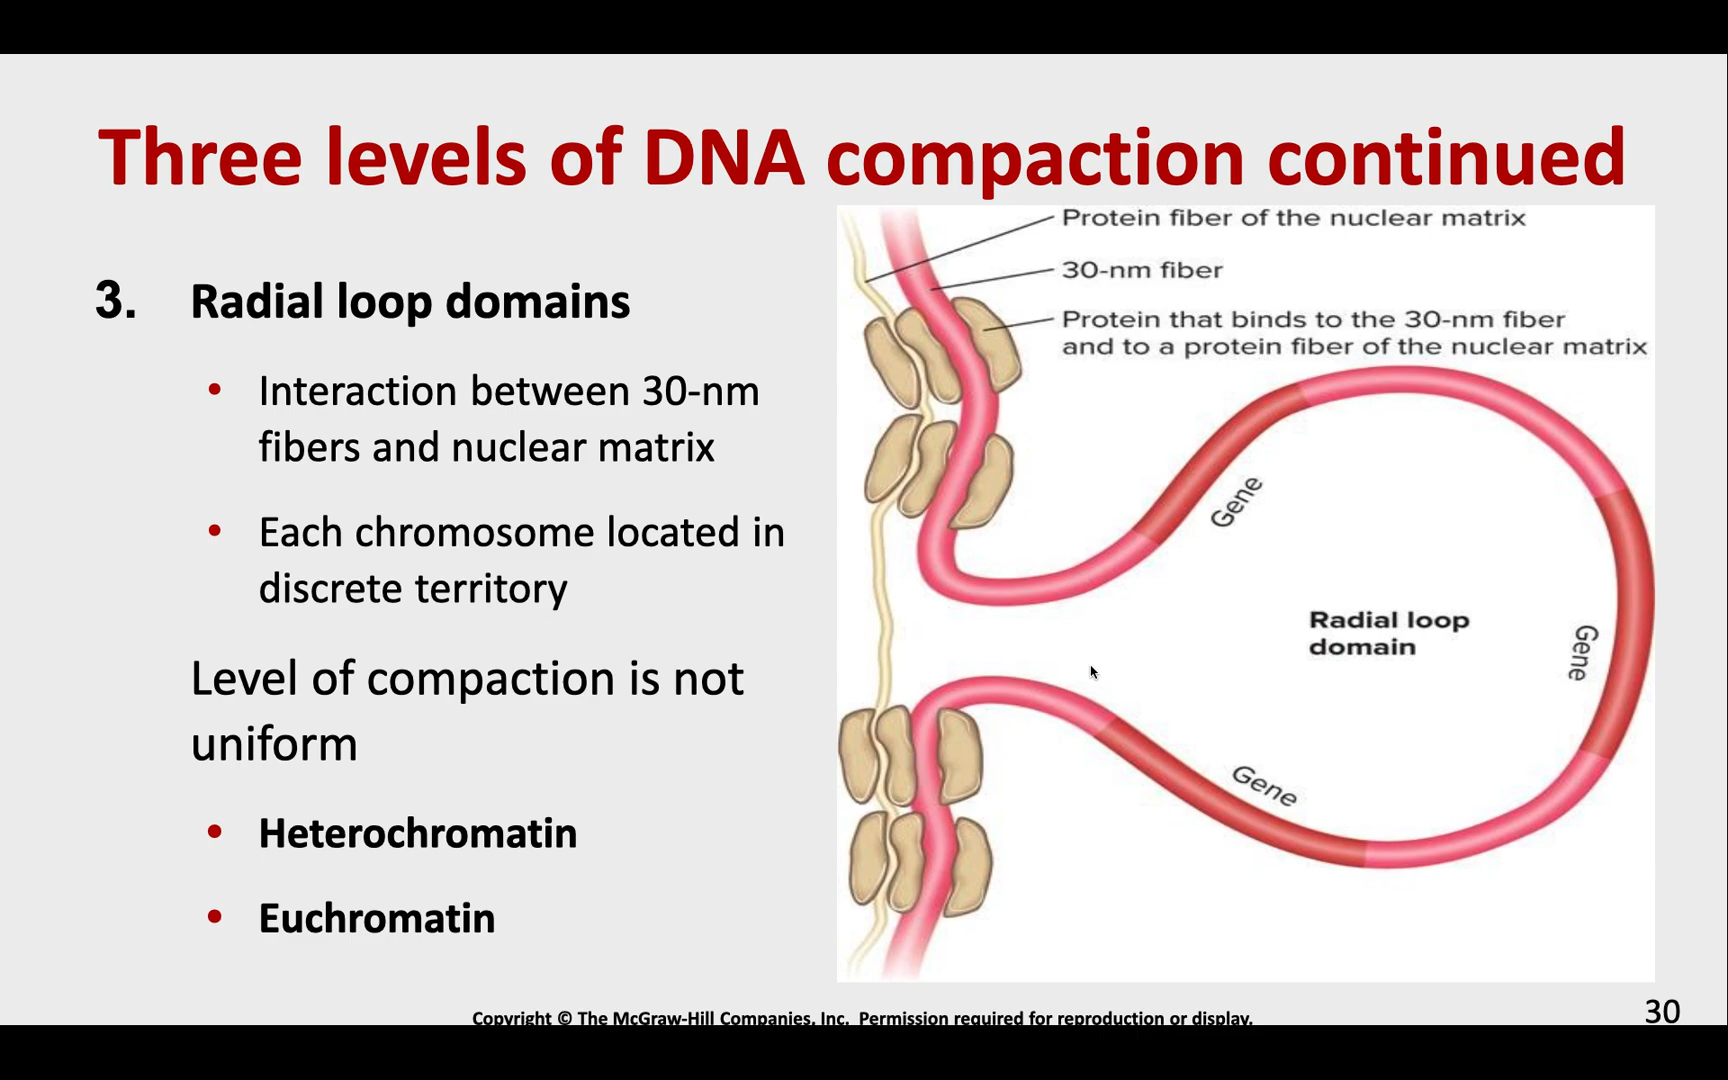 Three levels of DNA compaction continued
3. Radial loop domains
• Interaction between 30-nm
fibers and nuclear matrix
• Each chromosome located in
discrete territory
Level of compaction is not
uniform
• Heterochromatin
• Euchromatin
Protein fiber of the nuclear matrix
30-nm fiber
Protein that binds to the 30-nm fiber
and to a protein fiber of the nuclear matrix
Gene
Radial loop
domain
Gene
Gene
Copyright © The McGraw-Hill Companies, Inc. Permission required for reproduction or display.
30